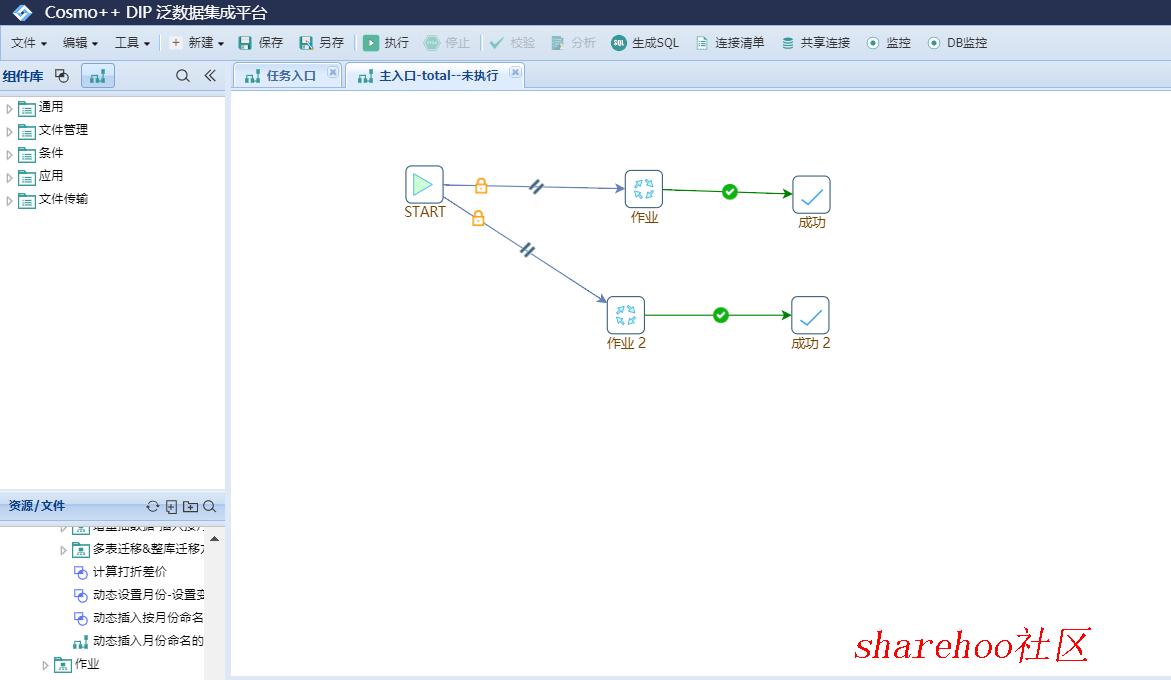 Cosmo++ DIP 泛数据集成平台
文件 编辑 工具 新建 保存 另存 执行 停止 校验 分析 SQL 生成SQL 连接清单 共享连接 监控 DB监控
组件库
任务入口 主入口-total--未执行
通用
文件管理
条件
应用
文件传输
START
作业
成功
作业 2
成功 2
资源/文件
多表迁移&整库迁移
计算打折差价
动态设置月份-设置变
动态插入按月份命名
动态插入月份命名的
作业
sharehoo社区